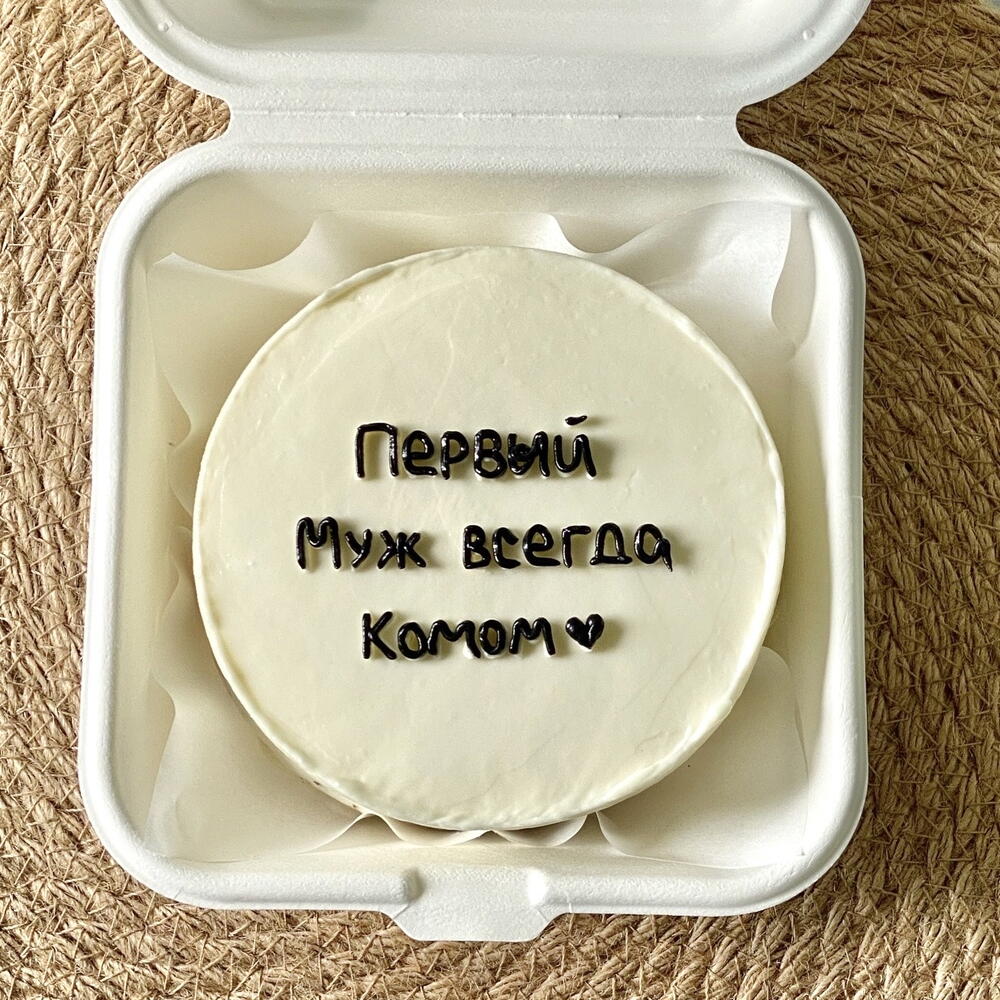 Первый
Муж всегда
Комом♥